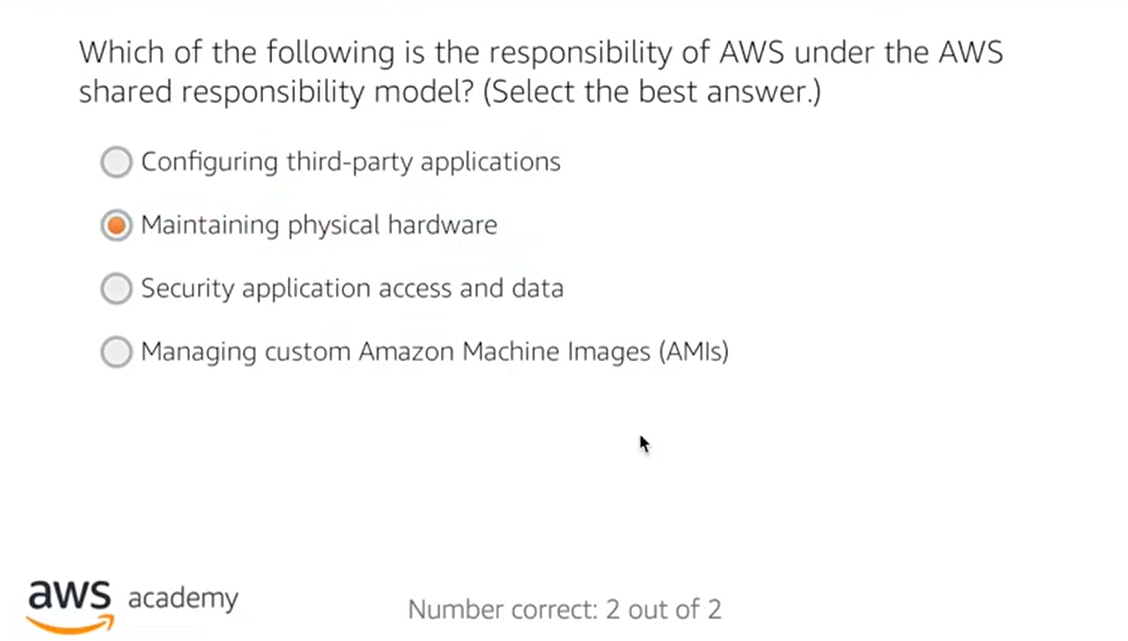 Which of the following is the responsibility of AWS under the AWS
shared responsibility model? (Select the best answer.)
Configuring third-party applications
Maintaining physical hardware
Security application access and data
Managing custom Amazon Machine Images (AMIs)
aws academy
Number correct: 2 out of 2